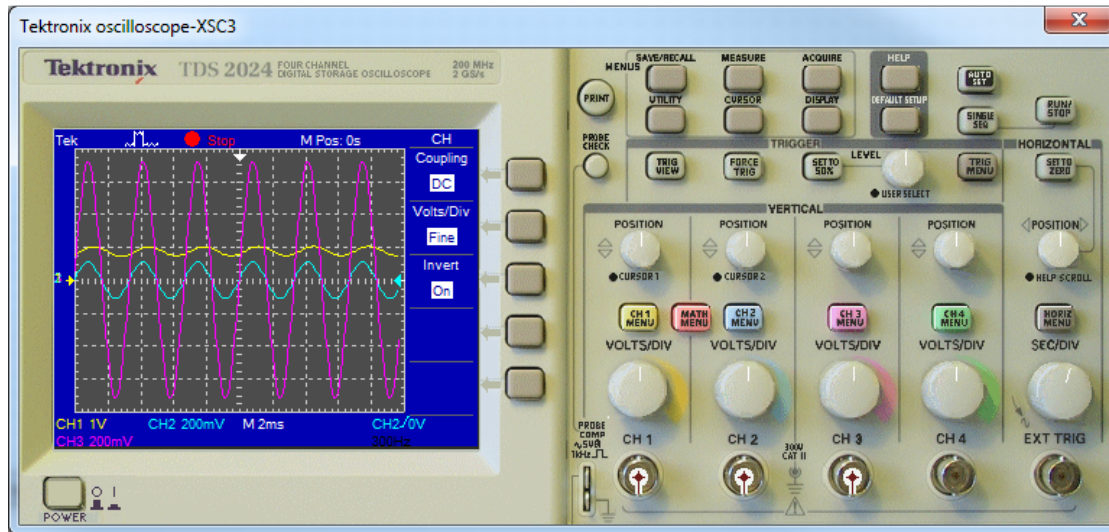 Tektronix oscilloscope-XSC3
Tektronix TDS 2024 FOUR CHANNEL DIGITAL STORAGE OSCILLOSCOPE 200 MHz 2 GS/s
Tek Stop M Pos: 0s CH
Coupling
DC
Volts/Div
Fine
Invert
On
2
CH1 1V CH2 200mV M 2ms CH2 0V
CH3 200mV 300Hz
POWER
PRINT
PROBE CHECK
MENUS
SAVE/RECALL MEASURE ACQUIRE HELP
UTILITY CURSOR DISPLAY DEFAULT SETUP
AUTO SET
SINGLE SEQ
RUN/STOP
TRIGGER
TRIG VIEW FORCE TRIG SET TO 50% LEVEL TRIG MENU
USER SELECT
HORIZONTAL
SET TO ZERO
VERTICAL
POSITION POSITION POSITION POSITION POSITION
CURSOR 1 CURSOR 2 HELP SCROLL
CH 1 MENU MATH MENU CH 2 MENU CH 3 MENU CH 4 MENU HORIZ MENU
VOLTS/DIV VOLTS/DIV VOLTS/DIV VOLTS/DIV SEC/DIV
PROBE COMP
~5V@
1kHz
CH 1 CH 2 300V CAT II CH 3 CH 4 EXT TRIG